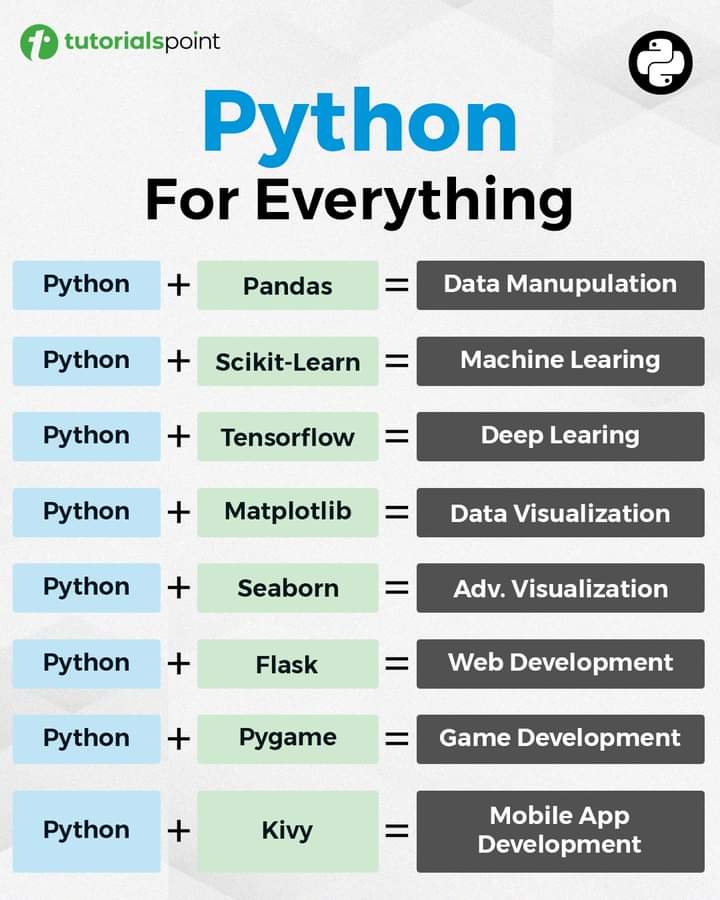 tutorialspoint
Python
For Everything
Python + Pandas = Data Manupulation
Python + Scikit-Learn = Machine Learing
Python + Tensorflow = Deep Learing
Python + Matplotlib = Data Visualization
Python + Seaborn = Adv. Visualization
Python + Flask = Web Development
Python + Pygame = Game Development
Python + Kivy = Mobile App
Development